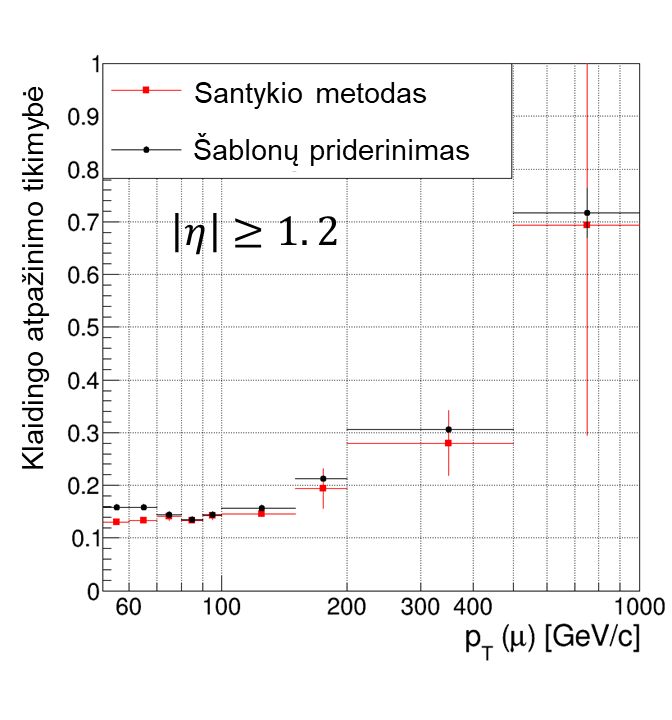 Klaidingo atpažinimo tikimybė
1
0.9
0.8
0.7
0.6
0.5
0.4
0.3
0.2
0.1
0
Santykio metodas
Šablonų priderinimas
|η| ≥ 1.2
60 100 200 300 400 1000
p_T (μ) [GeV/c]